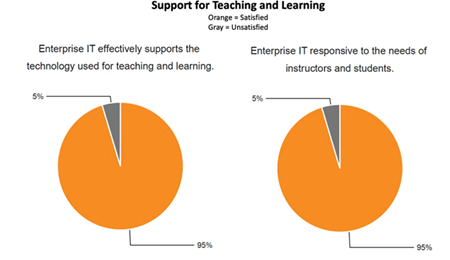 Support for Teaching and Learning
Orange = Satisfied
Gray = Unsatisfied
Enterprise IT effectively supports the
technology used for teaching and learning.
5%
95%
Enterprise IT responsive to the needs of
instructors and students.
5%
95%